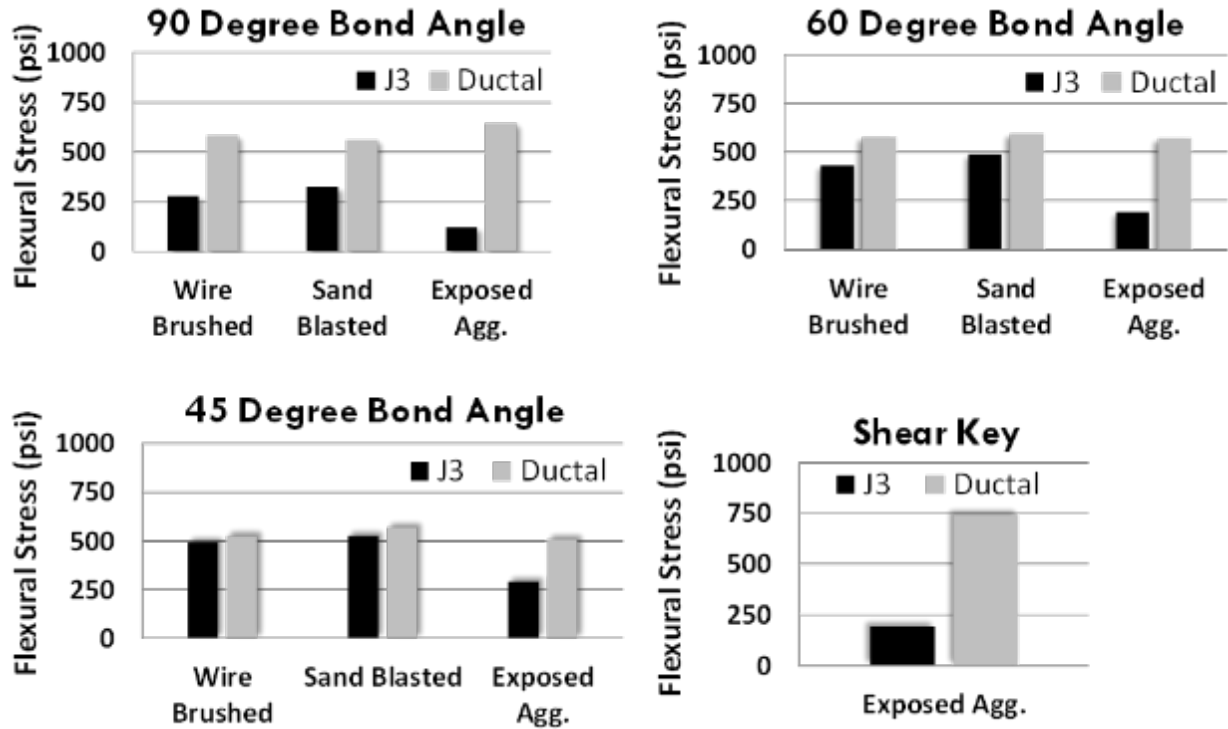 90 Degree Bond Angle
Flexural Stress (psi)
1000
750
500
250
0
J3 Ductal
Wire Brushed
Sand Blasted
Exposed Agg.
60 Degree Bond Angle
Flexural Stress (psi)
1000
750
500
250
0
J3 Ductal
Wire Brushed
Sand Blasted
Exposed Agg.
45 Degree Bond Angle
Flexural Stress (psi)
1000
750
500
250
0
J3 Ductal
Wire Brushed
Sand Blasted
Exposed Agg.
Shear Key
Flexural Stress (psi)
1000
750
500
250
0
J3 Ductal
Exposed Agg.